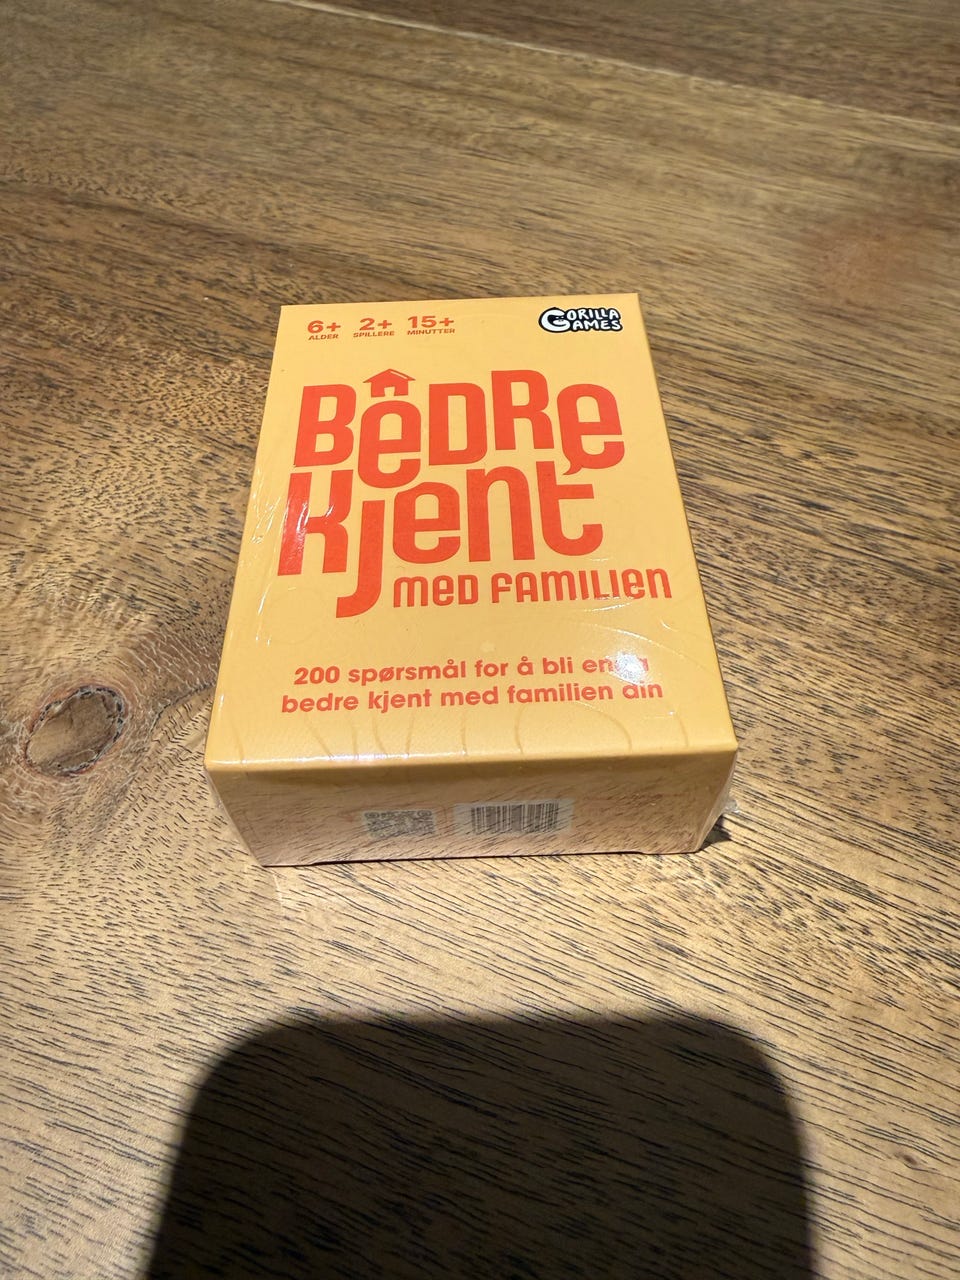 6+ 2+ 15+
ALDER SPILLERE MINUTTER
GORILLA
GAMES
BEDRE
kjent
MED FAMILIEN
200 spørsmål for å bli
bedre kjent med familien din